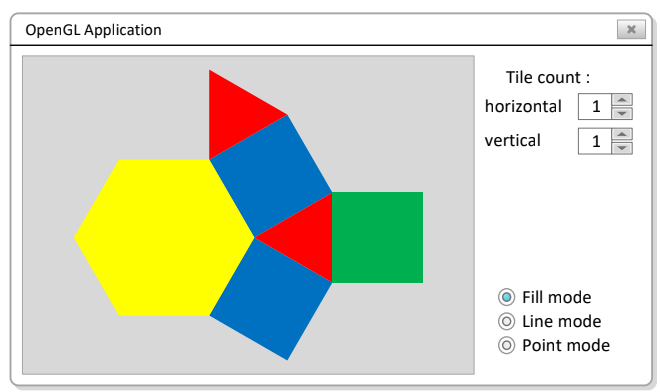 OpenGL Application
Tile count :
horizontal 1
vertical 1
Fill mode
Line mode
Point mode